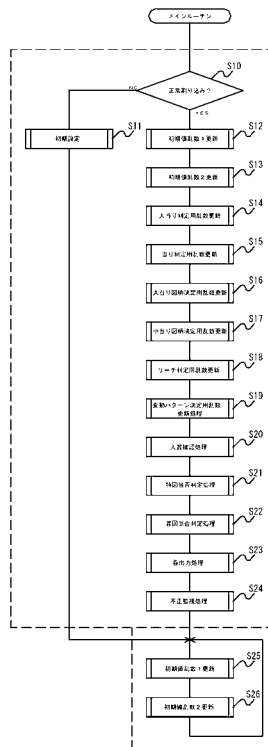 メインルーチン
S10
正常割り込み？
NO
YES
S11
初期設定
S12
初期値乱数1更新
S13
初期値乱数2更新
S14
大当り判定用乱数更新
S15
当り判定用乱数更新
S16
大当り図柄決定用乱数更新
S17
小当り図柄決定用乱数更新
S18
リーチ判定用乱数更新
S19
変動パターン決定用乱数
更新処理
S20
入賞確認処理
S21
特図当否判定処理
S22
普図当否判定処理
S23
各出力処理
S24
不正監視処理
S25
初期値乱数1更新
S26
初期値乱数2更新